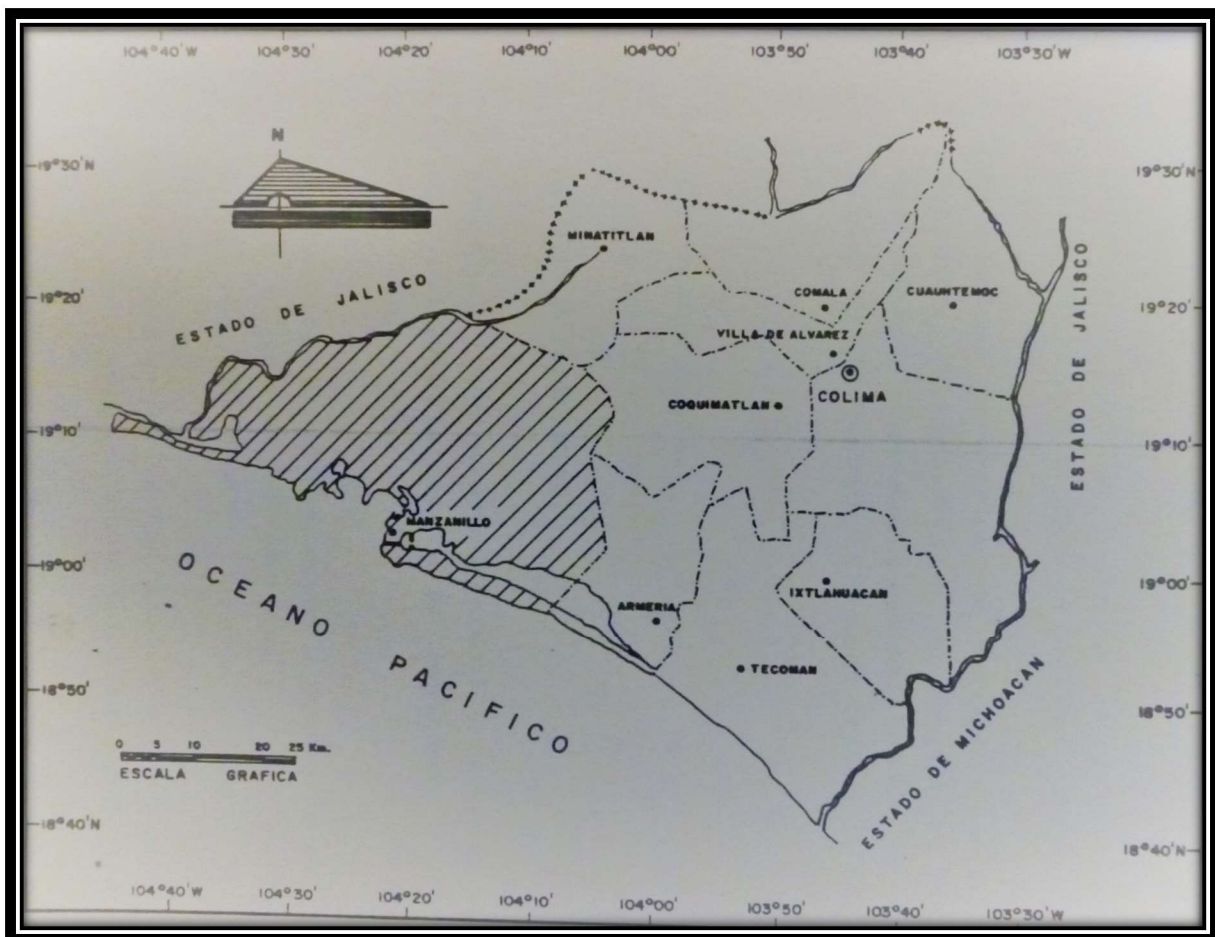 104°40'W 104°30' 104°20' 104°10' 104°00' 103°50' 103°40' 103°30'W
N
19°30'N 19°30'N
MINATITLAN
ESTADO DE JALISCO
ESTADO DE JALISCO
19°20' 19°20'
COMALA CUAUHTEMOC
VILLA DE ALVAREZ
COQUIMATLAN COLIMA
19°10' 19°10'
MANZANILLO
19°00' 19°00'
OCEANO PACIFICO
IXTLAHUACAN
ARMERIA
TECOMAN
18°50' 18°50'
ESTADO DE MICHOACAN
0 5 10 20 25 Km.
ESCALA GRAFICA
18°40'N 18°40'N
104°40'W 104°30' 104°20' 104°10' 104°00' 103°50' 103°40' 103°30'W